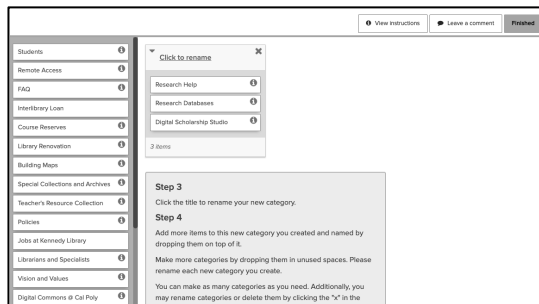 View instructions
Leave a comment
Finished
Students
Remote Access
FAQ
Interlibrary Loan
Course Reserves
Library Renovation
Building Maps
Special Collections and Archives
Teacher's Resource Collection
Policies
Jobs at Kennedy Library
Librarians and Specialists
Vision and Values
Digital Commons @ Cal Poly
Click to rename
Research Help
Research Databases
Digital Scholarship Studio
3 items
Step 3
Click the title to rename your new category.
Step 4
Add more items to this new category you created and named by
dropping them on top of it.
Make more categories by dropping them in unused spaces. Please
rename each new category you create.
You can make as many categories as you need. Additionally, you
may rename categories or delete them by clicking the "x" in the